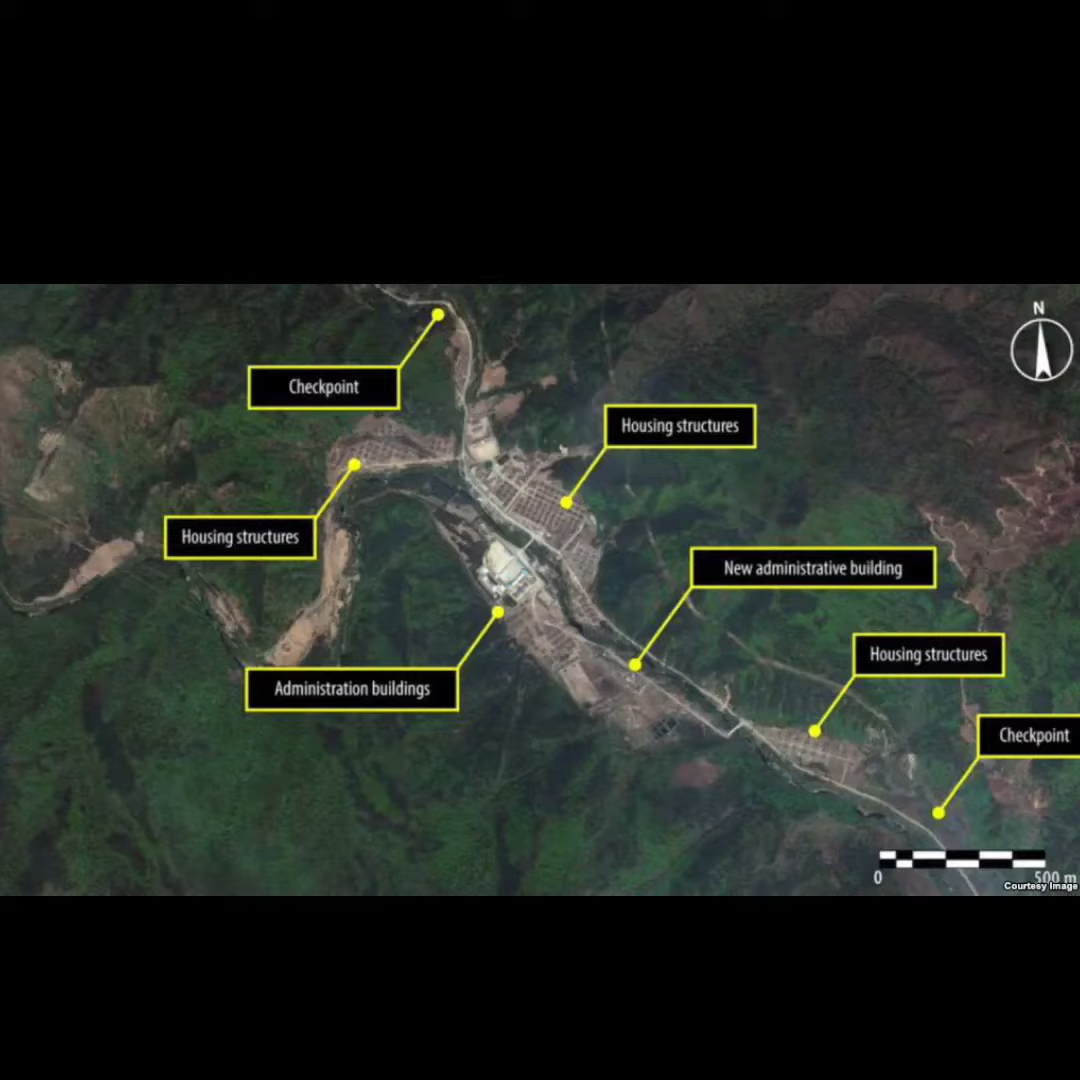 N
Checkpoint
Housing structures
Housing structures
New administrative building
Housing structures
Administration buildings
Checkpoint
0
500 m
Courtesy Image